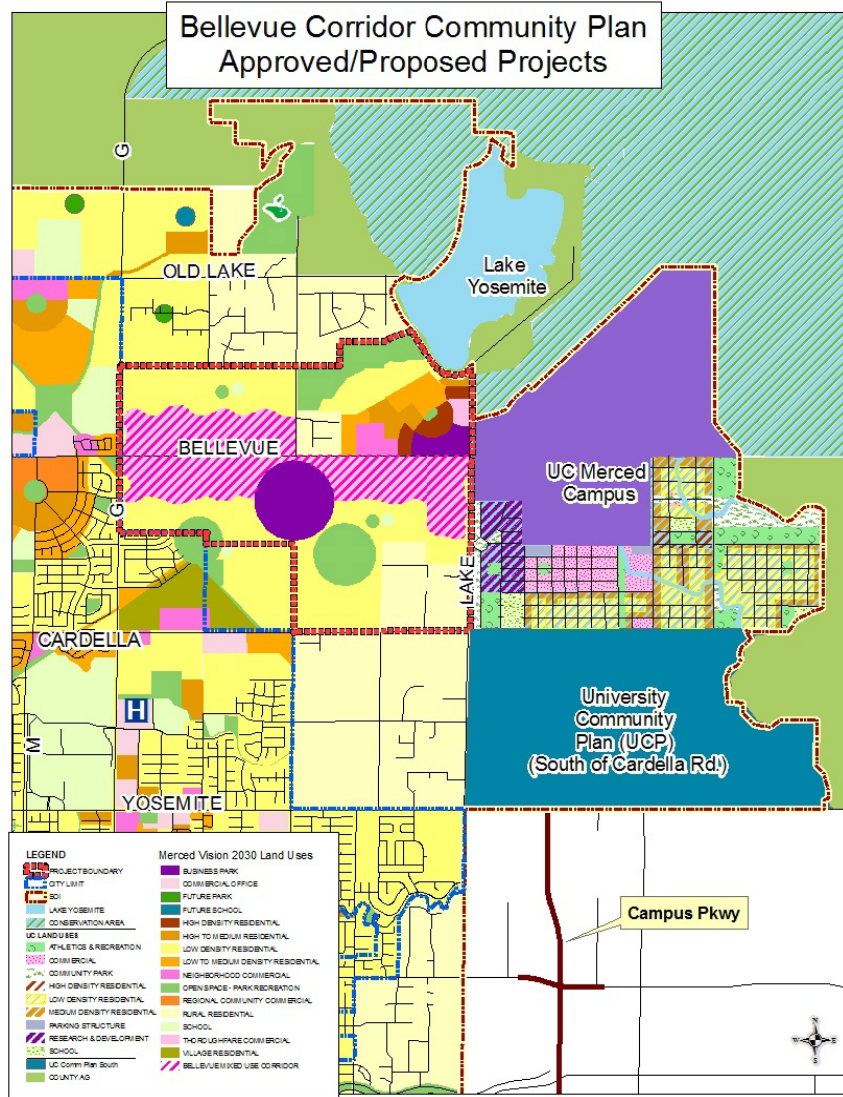 Bellevue Corridor Community Plan
Approved/Proposed Projects
G
OLD LAKE
Lake
Yosemite
BELLEVUE
UC Merced
Campus
G
LAKE
CARDELLA
University
Community
Plan (UCP)
(South of Cardella Rd.)
H
M
YOSEMITE
Campus Pkwy
LEGEND
PROJECT BOUNDARY
CITY LIMIT
SOI
LAKE YOSEMITE
CONSERVATION AREA
UC LANDUSES
ATHLETICS & RECREATION
COMMERCIAL
COMMUNITY PARK
HIGH DENSITY RESIDENTIAL
LOW DENSITY RESIDENTIAL
MEDIUM DENSITY RESIDENTIAL
PARKING STRUCTURE
RESEARCH & DEVELOPMENT
SCHOOL
UC Comm Plan South
COUNTY AG
Merced Vision 2030 Land Uses
BUSINESS PARK
COMMERCIAL OFFICE
FUTURE PARK
FUTURE SCHOOL
HIGH DENSITY RESIDENTIAL
HIGH TO MEDIUM RESIDENTIAL
LOW DENSITY RESIDENTIAL
LOW TO MEDIUM DENSITY RESIDENTIAL
NEIGHBORHOOD COMMERCIAL
OPEN SPACE - PARK RECREATION
REGIONAL COMMUNITY COMMERCIAL
RURAL RESIDENTIAL
SCHOOL
THOROUGHFARE COMMERCIAL
VILLAGE RESIDENTIAL
BELLEVUE MIXED USE CORRIDOR
N
W
E
S